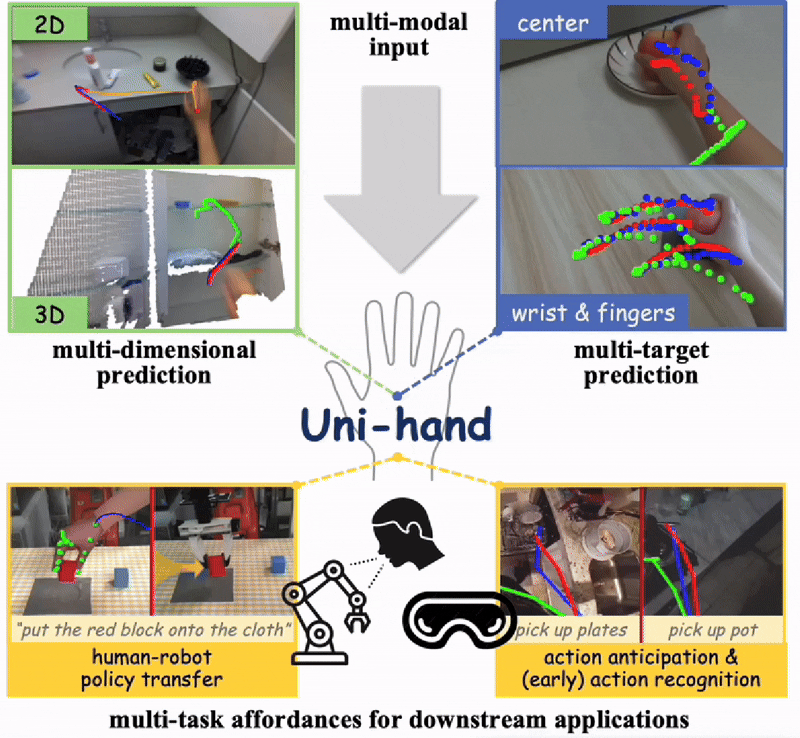 2D
multi-modal
input
center
3D
wrist & fingers
multi-dimensional
prediction
multi-target
prediction
Uni-hand
"put the red block onto the cloth"
pick up plates
pick up pot
human-robot
policy transfer
action anticipation &
(early) action recognition
multi-task affordances for downstream applications